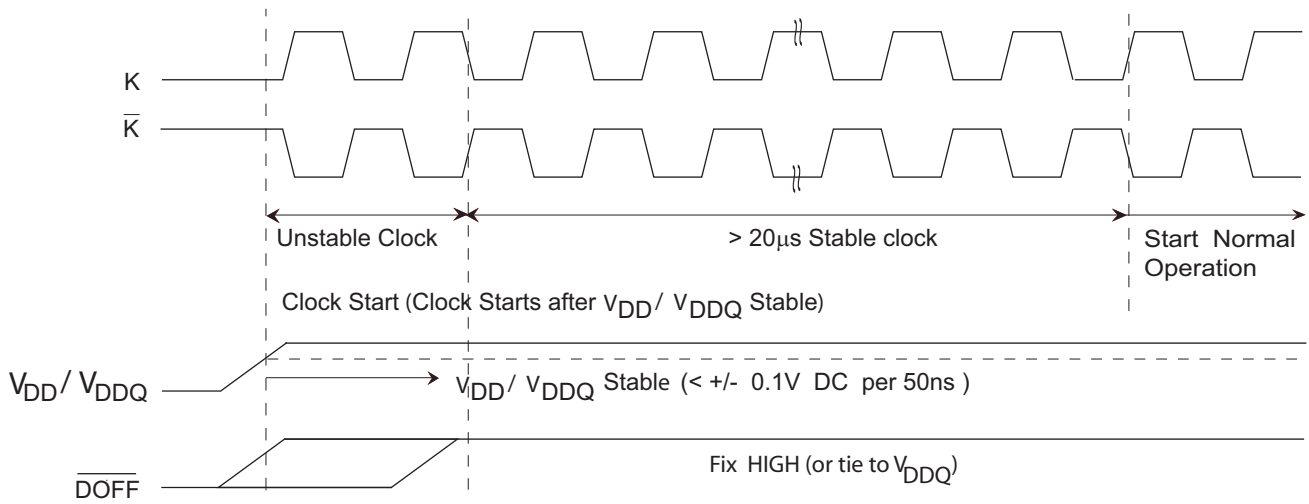 K
K̅
Unstable Clock
> 20μs Stable clock
Start Normal
Operation
Clock Start (Clock Starts after VDD / VDDQ Stable)
VDD / VDDQ
VDD / VDDQ Stable (< +/- 0.1V DC per 50ns )
Fix HIGH (or tie to VDDQ)
D̅O̅F̅F̅